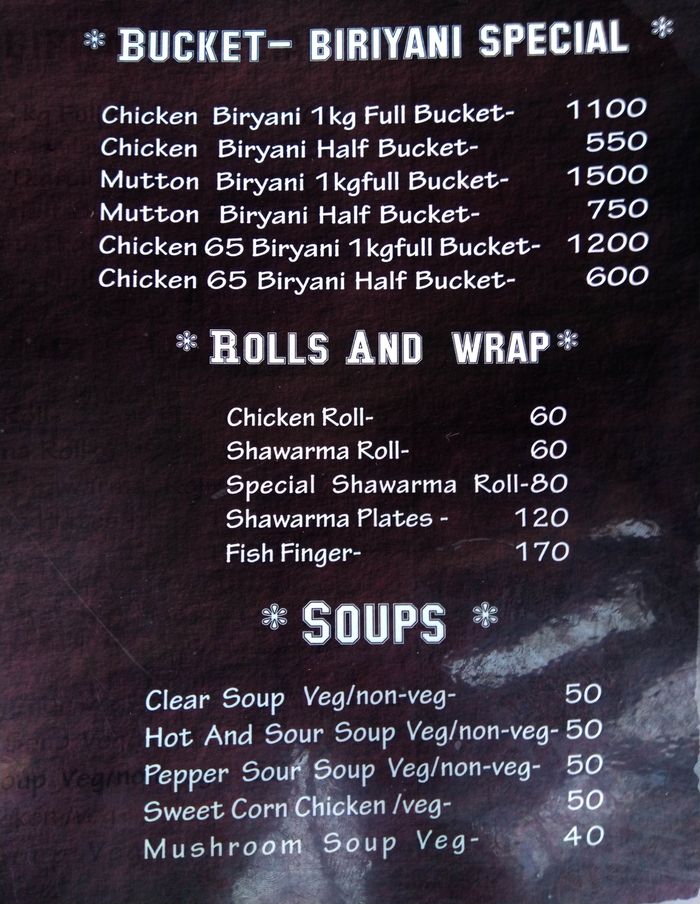 * BUCKET- BIRIYANI SPECIAL *
Chicken Biryani 1kg Full Bucket- 1100
Chicken Biryani Half Bucket- 550
Mutton Biryani 1kgfull Bucket- 1500
Mutton Biryani Half Bucket- 750
Chicken 65 Biryani 1kgfull Bucket- 1200
Chicken 65 Biryani Half Bucket- 600
* ROLLS AND WRAP *
Chicken Roll- 60
Shawarma Roll- 60
Special Shawarma Roll-80
Shawarma Plates - 120
Fish Finger- 170
* SOUPS *
Clear Soup Veg/non-veg- 50
Hot And Sour Soup Veg/non-veg- 50
Pepper Sour Soup Veg/non-veg- 50
Sweet Corn Chicken /veg- 50
Mushroom Soup Veg- 40